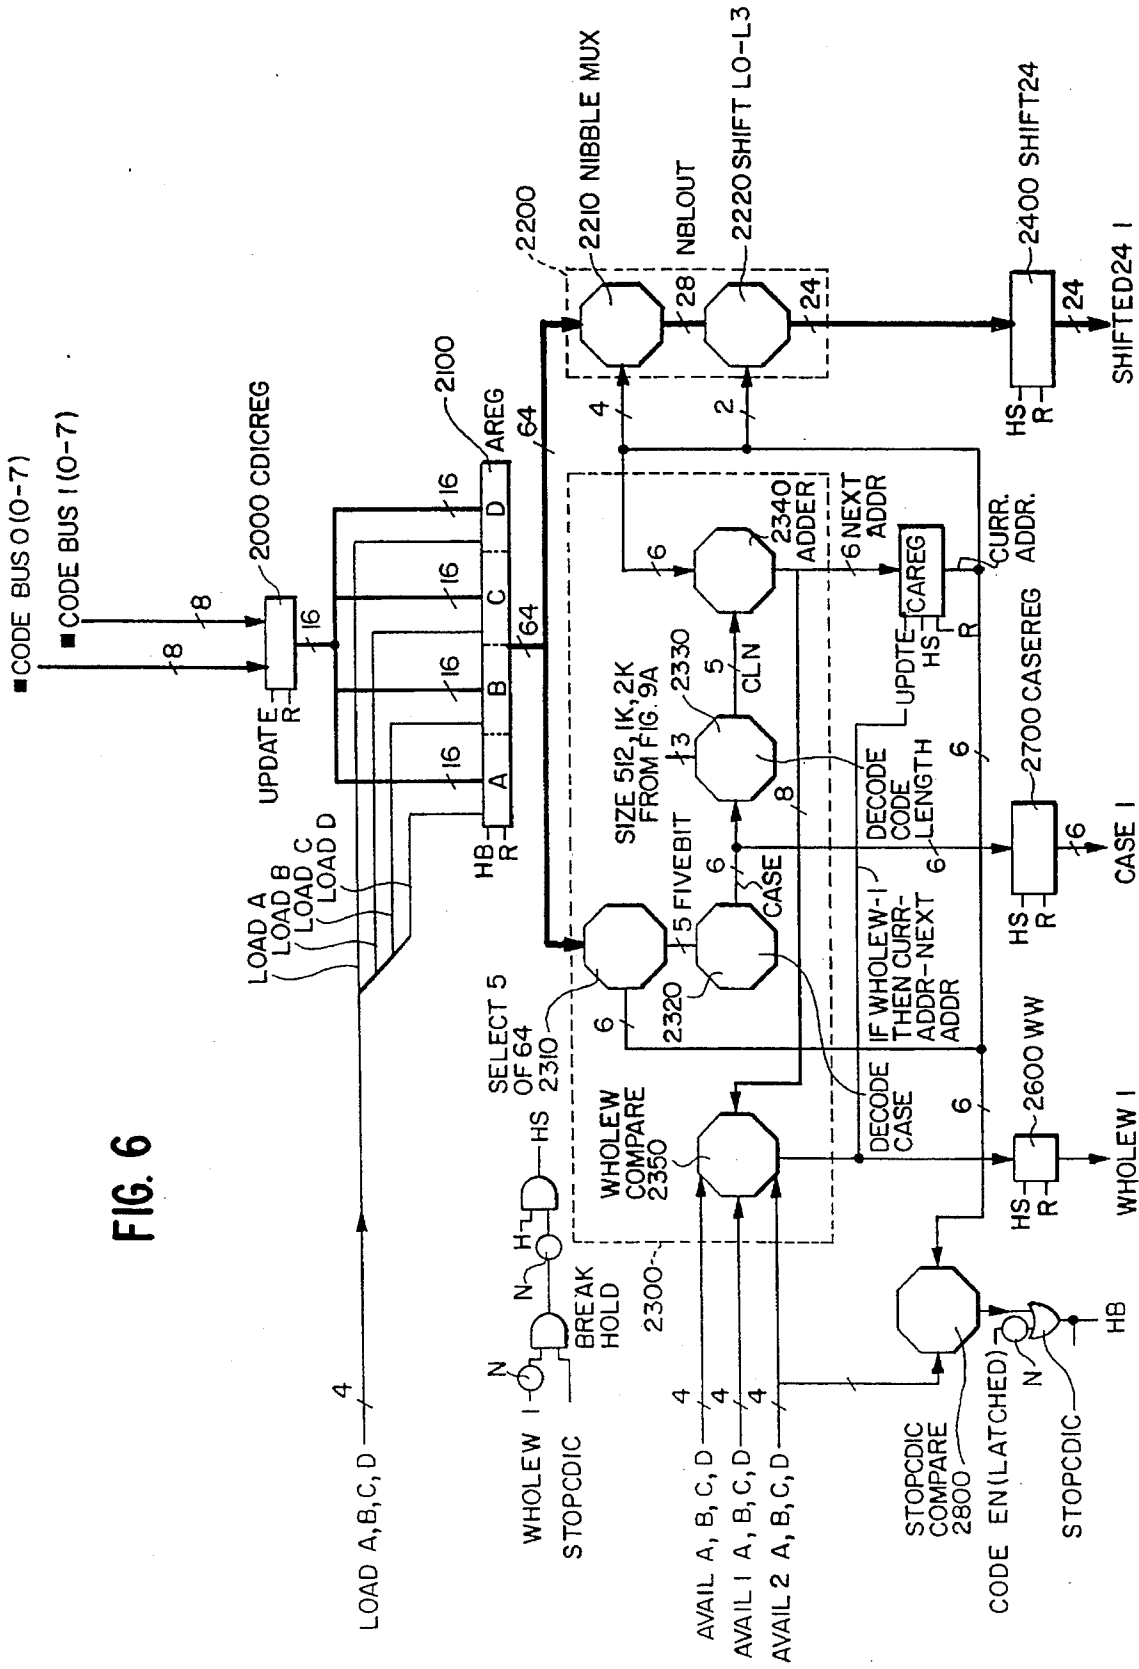 FIG. 6
■CODE BUS 0 (0-7)
■CODE BUS 1 (0-7)
8
8
UPDATE
R
2000 CDICREG
16
LOAD A
LOAD B
LOAD C
LOAD D
LOAD A, B, C, D
4
16
16
16
16
HB
R
A
B
C
D
AREG
2100
64
64
2200
2210 NIBBLE MUX
28 NBLOUT
2220 SHIFT L0-L3
24
4
2
HS
R
2400 SHIFT24
24
SHIFTED24 1
WHOLEW 1
N
STOPCDIC
BREAK
HOLD
N
H
HS
SELECT 5
OF 64
2310
6
5 FIVEBIT
2320
6
CASE
SIZE 512, 1K, 2K
FROM FIG. 9A
3
2330
5
CLN
6
2340
ADDER
8
6 NEXT
ADDR
WHOLEW
COMPARE
2350
2300
DECODE
CASE
IF WHOLEW-1
THEN CURR-
ADDR-NEXT
ADDR
DECODE
CODE
LENGTH
UPDTE
HS
R
CAREG
CURR.
ADDR.
6
6
6
AVAIL A, B, C, D
4
AVAIL 1 A, B, C, D
4
AVAIL 2 A, B, C, D
4
STOPCDIC
COMPARE
2800
CODE EN(LATCHED)
N
STOPCDIC
HB
HS
R
2600 WW
WHOLEW 1
HS
R
2700 CASEREG
6
CASE 1